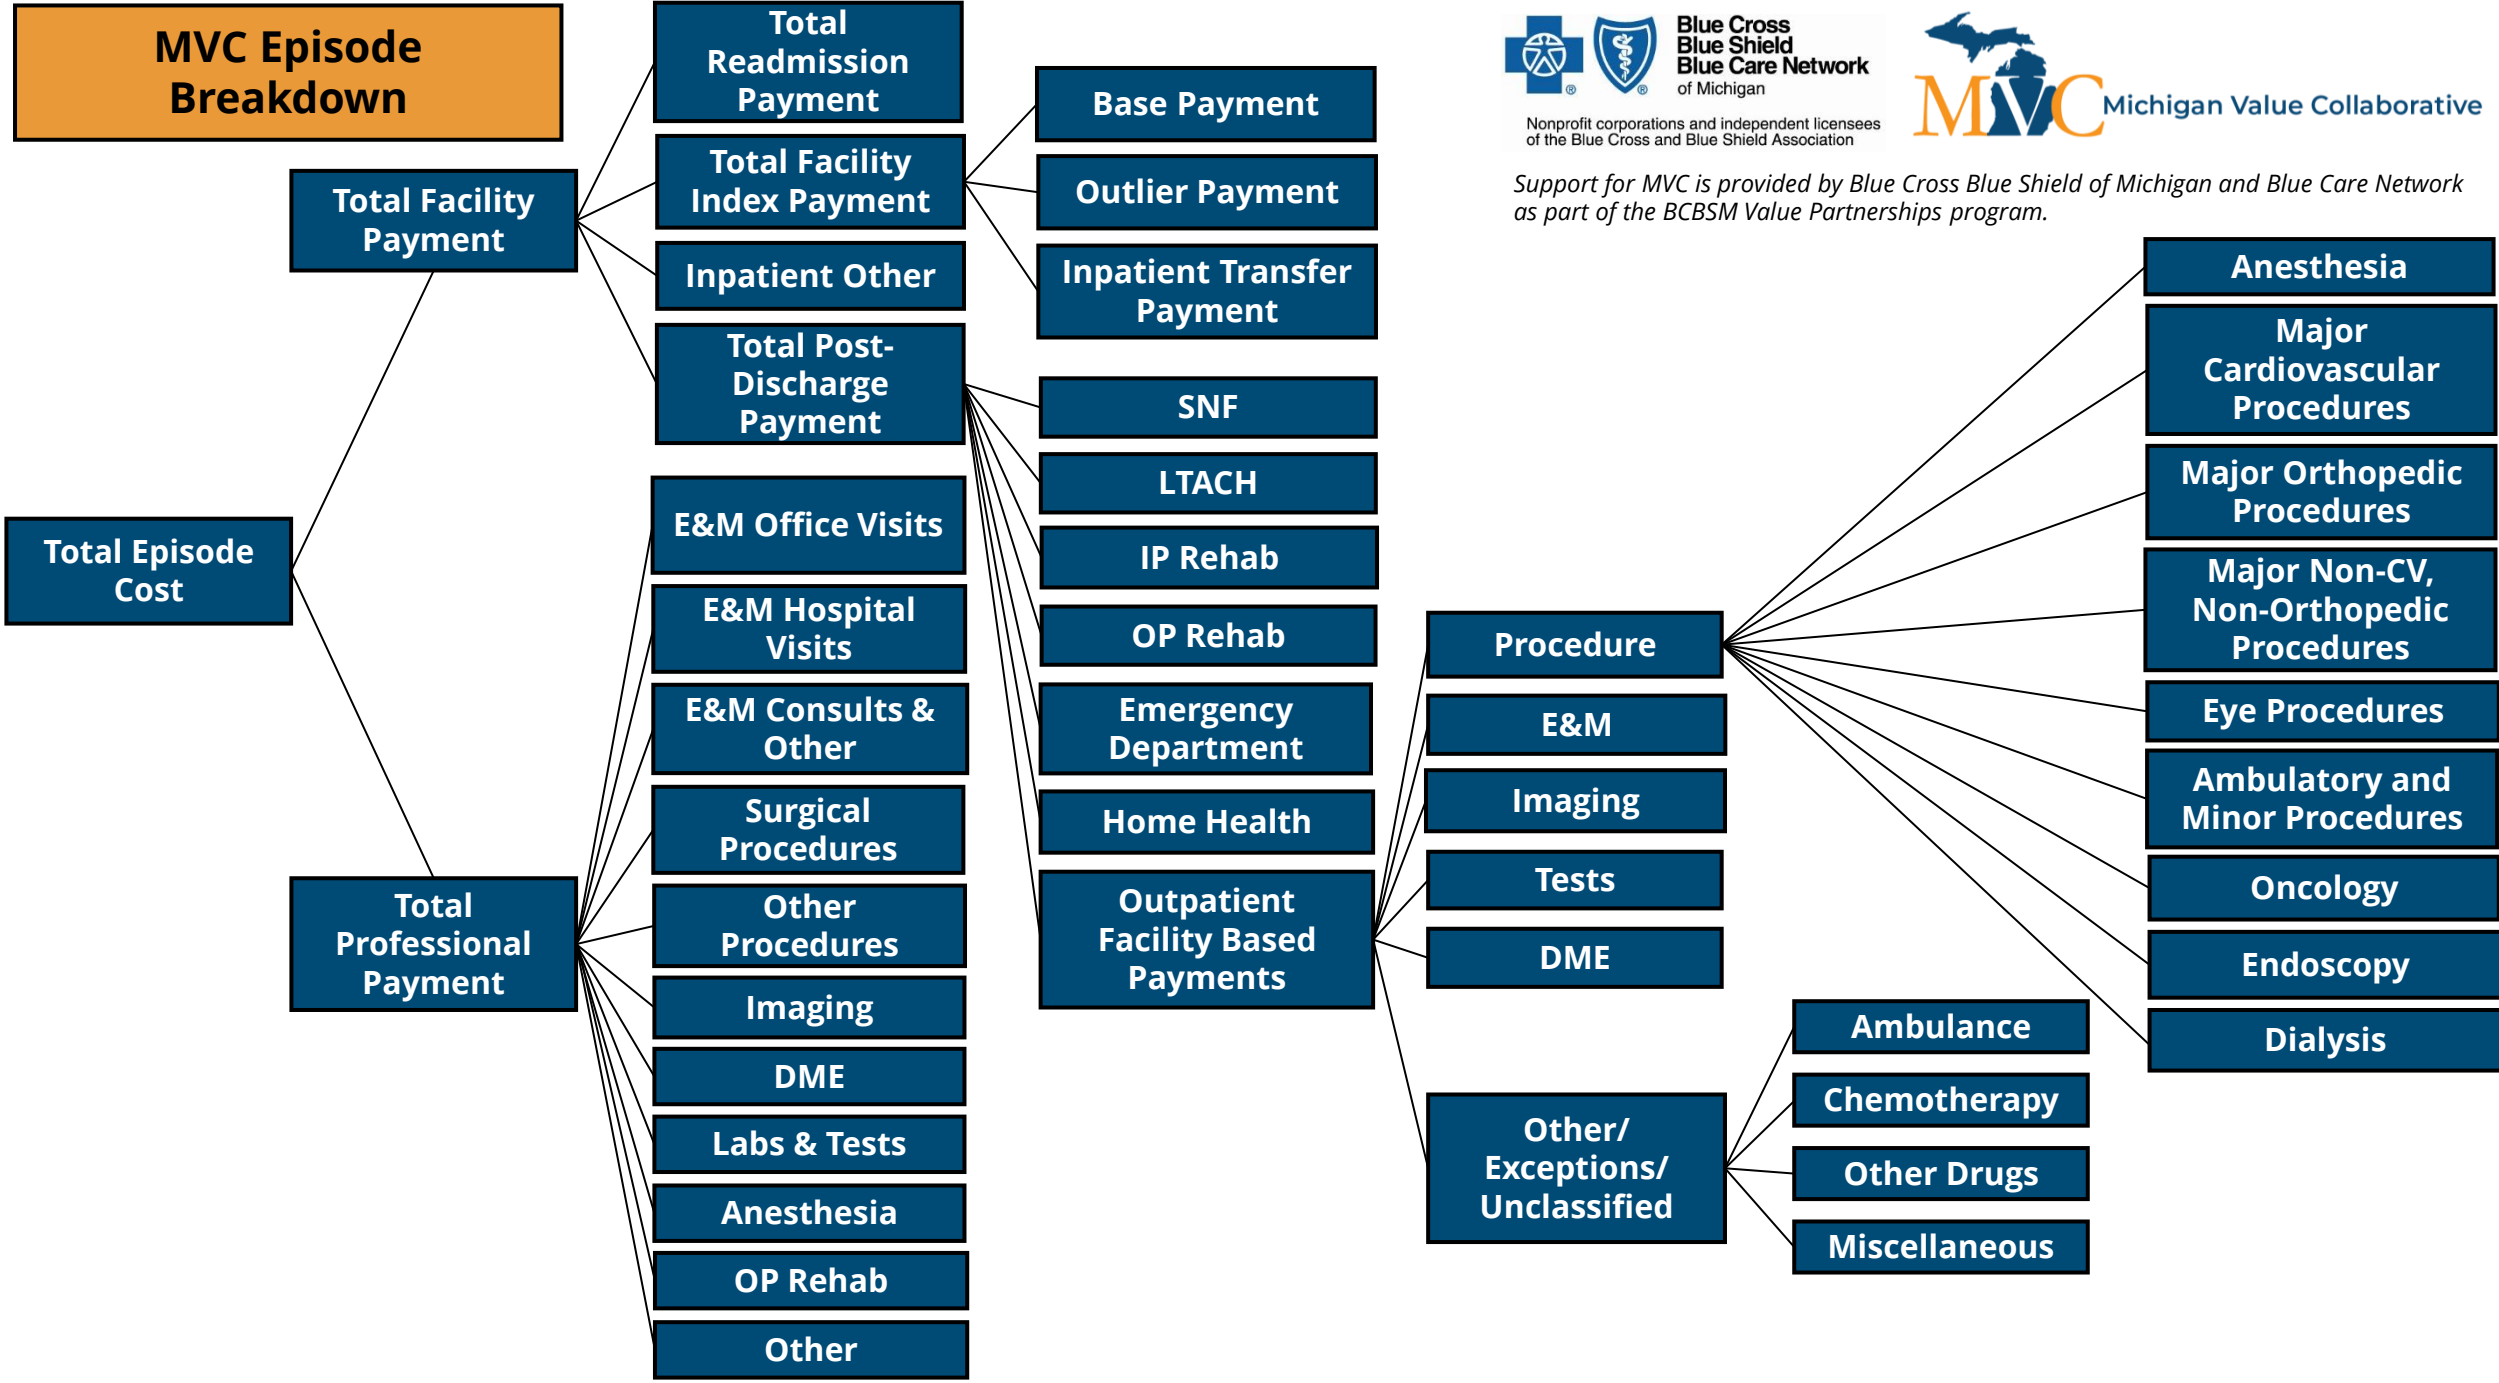 MVC Episode
Breakdown
Blue Cross
Blue Shield
Blue Care Network
of Michigan
® ®
Nonprofit corporations and independent licensees
of the Blue Cross and Blue Shield Association
MVC Michigan Value Collaborative
Support for MVC is provided by Blue Cross Blue Shield of Michigan and Blue Care Network
as part of the BCBSM Value Partnerships program.
Total Episode
Cost
Total Facility
Payment
Total
Professional
Payment
Total
Readmission
Payment
Total Facility
Index Payment
Inpatient Other
Total Post-
Discharge
Payment
E&M Office Visits
E&M Hospital
Visits
E&M Consults &
Other
Surgical
Procedures
Other
Procedures
Imaging
DME
Labs & Tests
Anesthesia
OP Rehab
Other
Base Payment
Outlier Payment
Inpatient Transfer
Payment
SNF
LTACH
IP Rehab
OP Rehab
Emergency
Department
Home Health
Outpatient
Facility Based
Payments
Procedure
E&M
Imaging
Tests
DME
Other/
Exceptions/
Unclassified
Ambulance
Chemotherapy
Other Drugs
Miscellaneous
Anesthesia
Major
Cardiovascular
Procedures
Major Orthopedic
Procedures
Major Non-CV,
Non-Orthopedic
Procedures
Eye Procedures
Ambulatory and
Minor Procedures
Oncology
Endoscopy
Dialysis